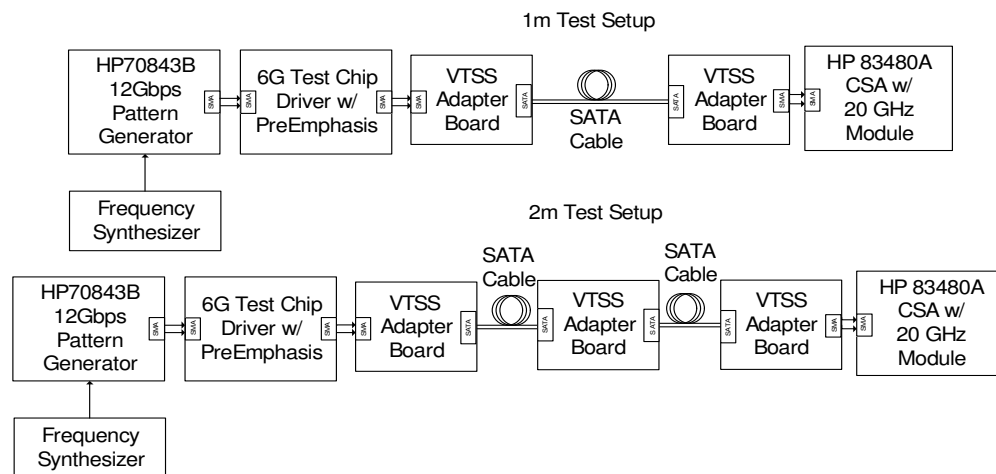 1m Test Setup
HP70843B
12Gbps
Pattern
Generator
SMA
SMA
6G Test Chip
Driver w/
PreEmphasis
SMA
SMA
VTSS
Adapter
Board
SATA
SATA
Cable
SATA
VTSS
Adapter
Board
SMA
SMA
HP 83480A
CSA w/
20 GHz
Module
Frequency
Synthesizer
2m Test Setup
HP70843B
12Gbps
Pattern
Generator
SMA
SMA
6G Test Chip
Driver w/
PreEmphasis
SMA
SMA
VTSS
Adapter
Board
SATA
SATA
Cable
SATA
VTSS
Adapter
Board
SATA
SATA
Cable
SATA
VTSS
Adapter
Board
SMA
SMA
HP 83480A
CSA w/
20 GHz
Module
Frequency
Synthesizer